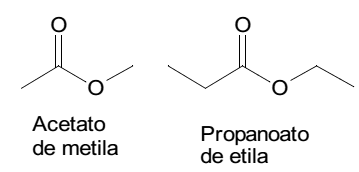 O
O
O
O
Acetato
de metila
Propanoato
de etila